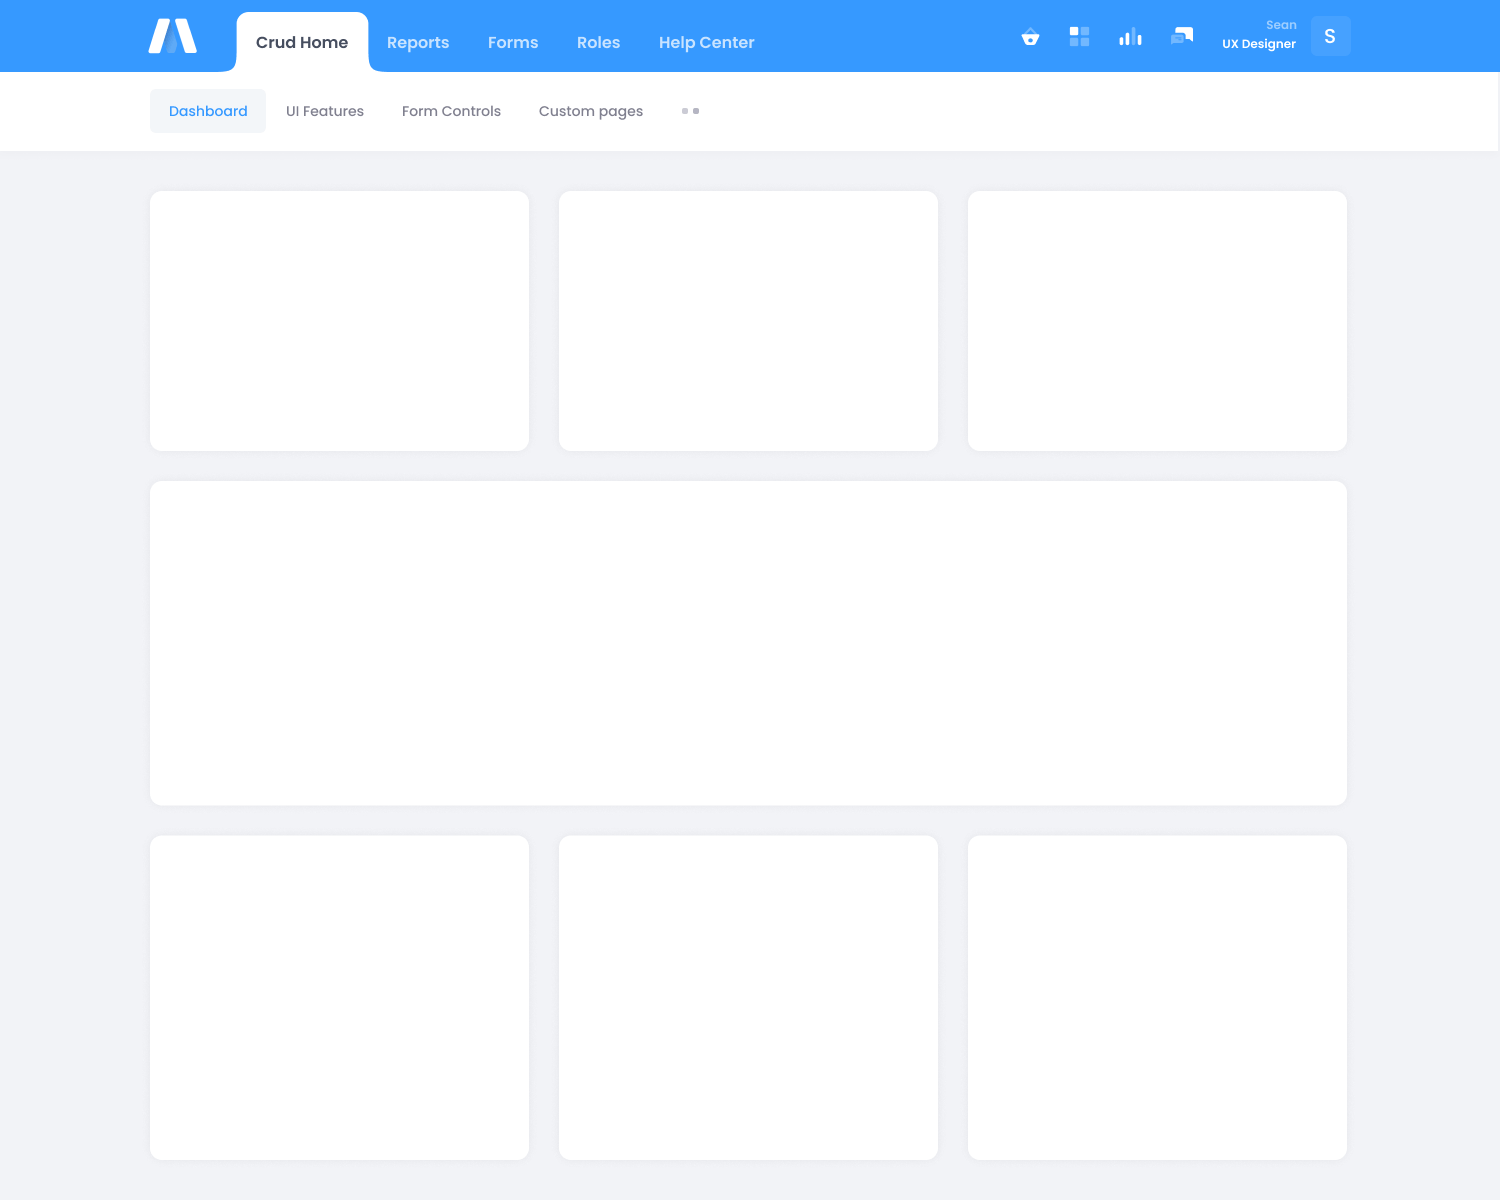 Crud Home Reports Forms Roles Help Center
Sean
UX Designer
S
Dashboard UI Features Form Controls Custom pages